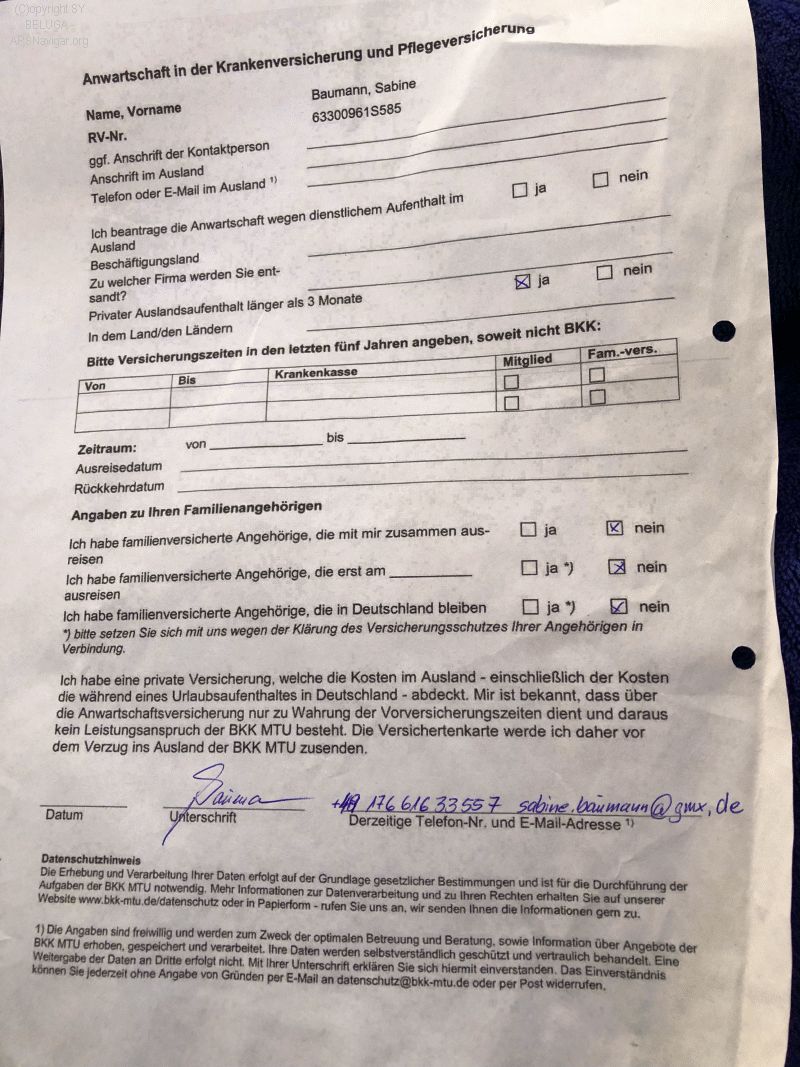 (C)opyright SY
BELUGA -
ARSNavigar.org
Anwartschaft in der Krankenversicherung und Pflegeversicherung
Name, Vorname Baumann, Sabine
RV-Nr. 63300961S585
ggf. Anschrift der Kontaktperson
Anschrift im Ausland
Telefon oder E-Mail im Ausland ¹⁾
Ich beantrage die Anwartschaft wegen dienstlichem Aufenthalt im ja nein
Ausland
Beschäftigungsland
Zu welcher Firma werden Sie ent-
sandt?
Privater Auslandsaufenthalt länger als 3 Monate ja nein
In dem Land/den Ländern
Bitte Versicherungszeiten in den letzten fünf Jahren angeben, soweit nicht BKK:
Von Bis Krankenkasse Mitglied Fam.-vers.
Zeitraum: von bis
Ausreisedatum
Rückkehrdatum
Angaben zu Ihren Familienangehörigen
Ich habe familienversicherte Angehörige, die mit mir zusammen aus- ja nein
reisen
Ich habe familienversicherte Angehörige, die erst am ja *) nein
ausreisen
Ich habe familienversicherte Angehörige, die in Deutschland bleiben ja *) nein
*) bitte setzen Sie sich mit uns wegen der Klärung des Versicherungsschutzes Ihrer Angehörigen in
Verbindung.
Ich habe eine private Versicherung, welche die Kosten im Ausland - einschließlich der Kosten
die während eines Urlaubsaufenthaltes in Deutschland - abdeckt. Mir ist bekannt, dass über
die Anwartschaftsversicherung nur zu Wahrung der Vorversicherungszeiten dient und daraus
kein Leistungsanspruch der BKK MTU besteht. Die Versichertenkarte werde ich daher vor
dem Verzug ins Ausland der BKK MTU zusenden.
+49 176 616 33 557 sabine.baumann@gmx.de
Datum Unterschrift Derzeitige Telefon-Nr. und E-Mail-Adresse ¹⁾
Datenschutzhinweis
Die Erhebung und Verarbeitung Ihrer Daten erfolgt auf der Grundlage gesetzlicher Bestimmungen und ist für die Durchführung der
Aufgaben der BKK MTU notwendig. Mehr Informationen zur Datenverarbeitung und zu Ihren Rechten erhalten Sie auf unserer
Website www.bkk-mtu.de/datenschutz oder in Papierform - rufen Sie uns an, wir senden Ihnen die Informationen gern zu.
1) Die Angaben sind freiwillig und werden zum Zweck der optimalen Betreuung und Beratung, sowie Information über Angebote der
BKK MTU erhoben, gespeichert und verarbeitet. Ihre Daten werden selbstverständlich geschützt und vertraulich behandelt. Eine
Weitergabe der Daten an Dritte erfolgt nicht. Mit Ihrer Unterschrift erklären Sie sich hiermit einverstanden. Das Einverständnis
können Sie jederzeit ohne Angabe von Gründen per E-Mail an datenschutz@bkk-mtu.de oder per Post widerrufen.